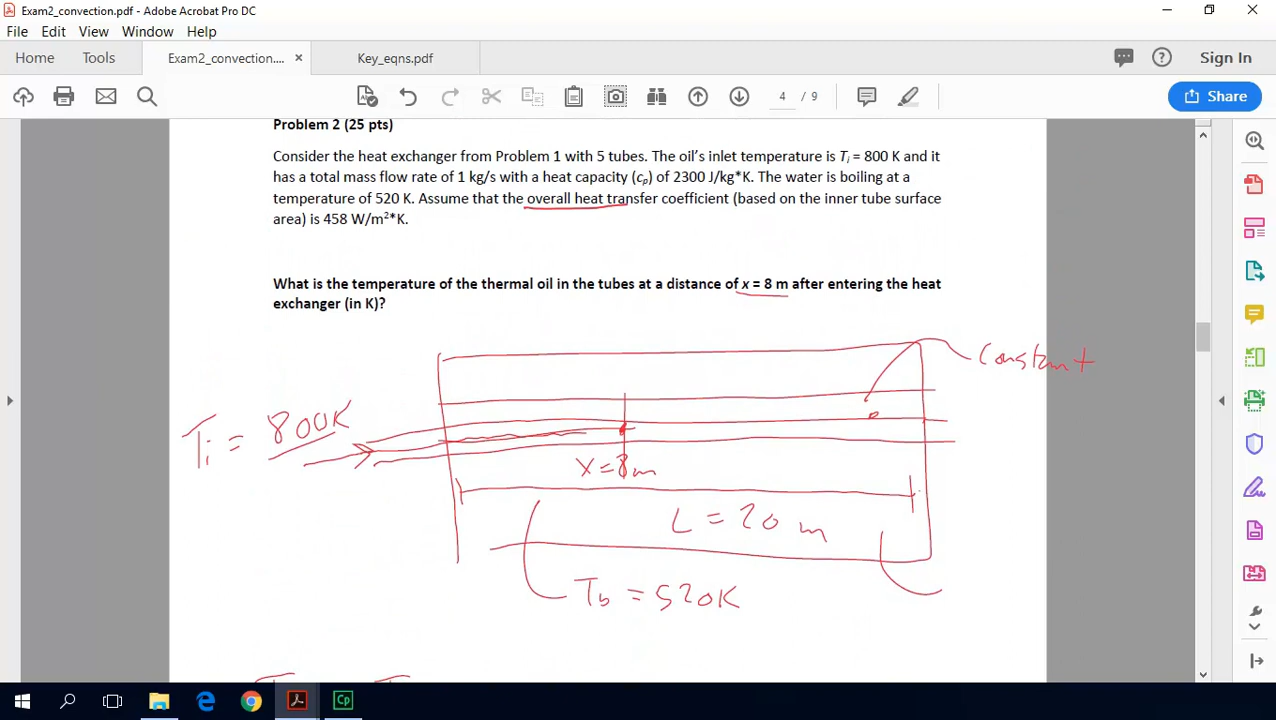 Exam2_convection.pdf - Adobe Acrobat Pro DC
File Edit View Window Help
Home Tools Exam2_convection.... × Key_eqns.pdf Sign In
4 / 9 Share
Problem 2 (25 pts)
Consider the heat exchanger from Problem 1 with 5 tubes. The oil's inlet temperature is Ti = 800 K and it
has a total mass flow rate of 1 kg/s with a heat capacity (cp) of 2300 J/kg*K. The water is boiling at a
temperature of 520 K. Assume that the overall heat transfer coefficient (based on the inner tube surface
area) is 458 W/m²*K.
What is the temperature of the thermal oil in the tubes at a distance of x = 8 m after entering the heat
exchanger (in K)?
Constant
Ti = 800K
x = 8m
L = 20 m
Tb = 520K
Cp